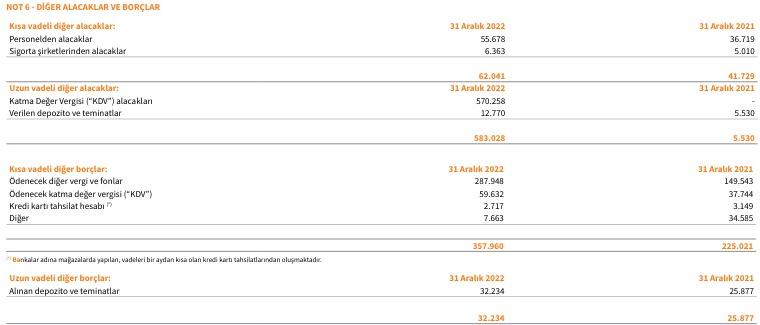 NOT 6 - DİĞER ALACAKLAR VE BORÇLAR
Kısa vadeli diğer alacaklar: 31 Aralık 2022 31 Aralık 2021
Personelden alacaklar 55.678 36.719
Sigorta şirketlerinden alacaklar 6.363 5.010
62.041 41.729
Uzun vadeli diğer alacaklar: 31 Aralık 2022 31 Aralık 2021
Katma Değer Vergisi (“KDV”) alacakları 570.258 -
Verilen depozito ve teminatlar 12.770 5.530
583.028 5.530
Kısa vadeli diğer borçlar: 31 Aralık 2022 31 Aralık 2021
Ödenecek diğer vergi ve fonlar 287.948 149.543
Ödenecek katma değer vergisi (“KDV”) 59.632 37.744
Kredi kartı tahsilat hesabı (*) 2.717 3.149
Diğer 7.663 34.585
357.960 225.021
(*) Bankalar adına mağazalarda yapılan, vadeleri bir aydan kısa olan kredi kartı tahsilatlarından oluşmaktadır.
Uzun vadeli diğer borçlar: 31 Aralık 2022 31 Aralık 2021
Alınan depozito ve teminatlar 32.234 25.877
32.234 25.877